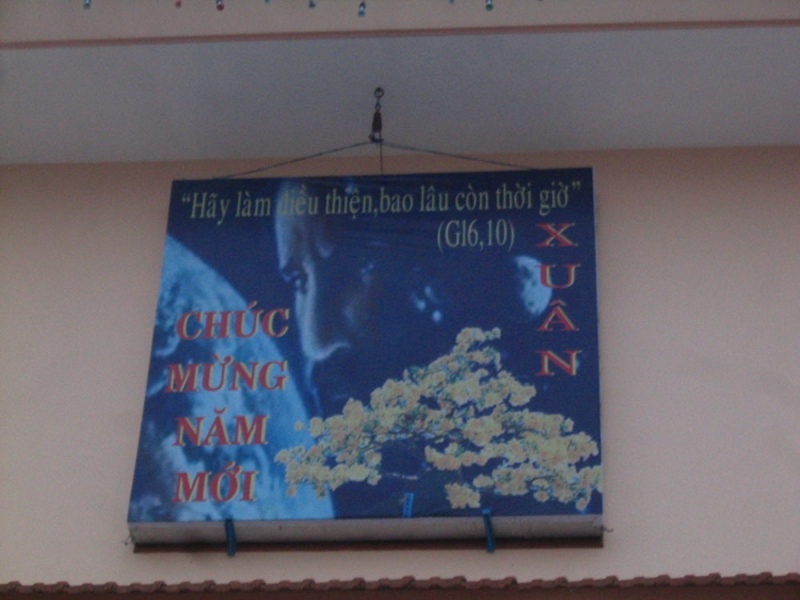 “Hãy làm điều thiện,bao lâu còn thời giờ”
(Gl6,10)
XUÂN
CHÚC
MỪNG
NĂM
MỚI